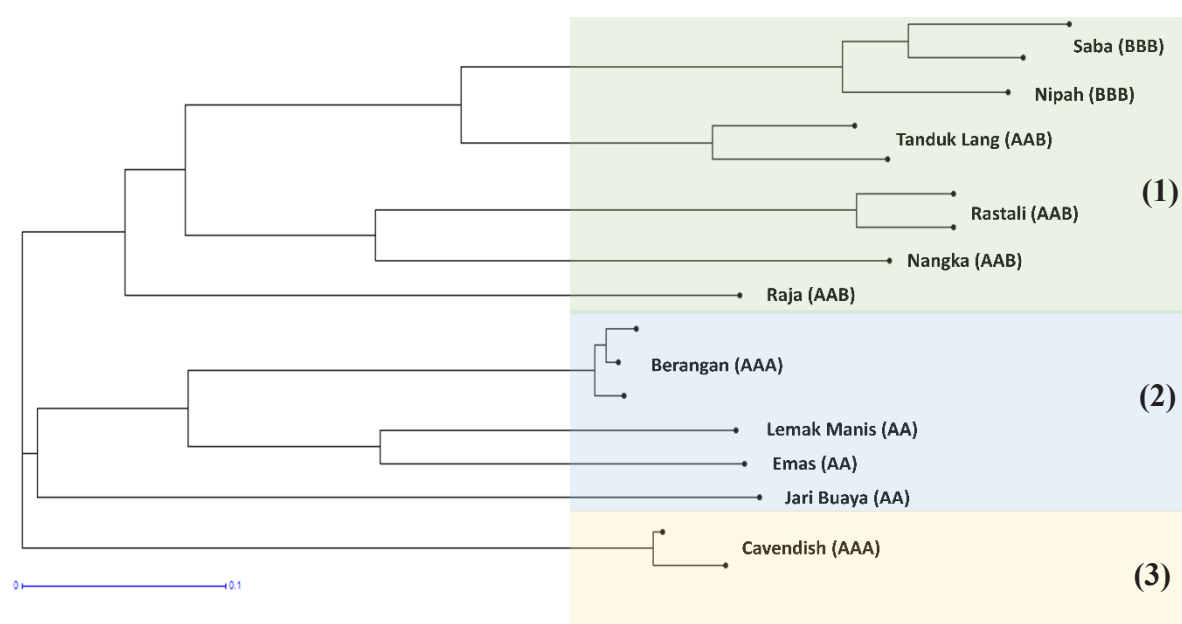 Saba (BBB)
Nipah (BBB)
Tanduk Lang (AAB)
(1)
Rastali (AAB)
Nangka (AAB)
Raja (AAB)
Berangan (AAA)
(2)
Lemak Manis (AA)
Emas (AA)
Jari Buaya (AA)
Cavendish (AAA)
(3)
0 0.1